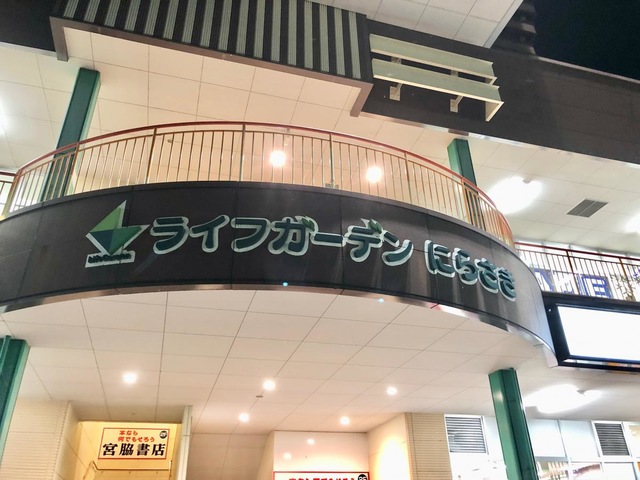 ライフガーデン にらさき
本なら
何でもそろう
宮脇書店